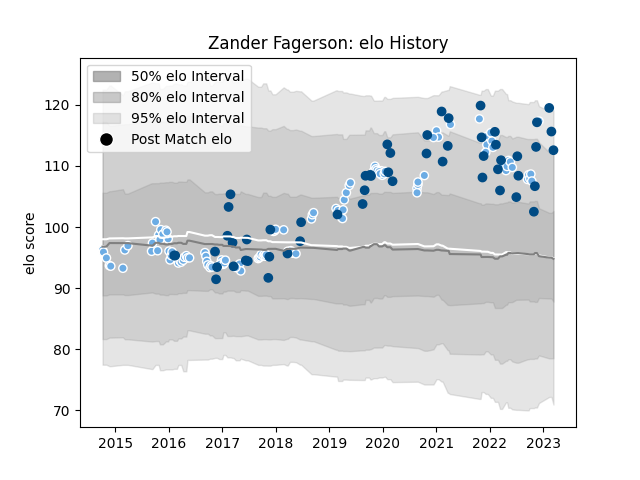 Zander Fagerson: elo History
50% elo Interval
80% elo Interval
95% elo Interval
Post Match elo
elo score
120
110
100
90
80
70
2015 2016 2017 2018 2019 2020 2021 2022 2023